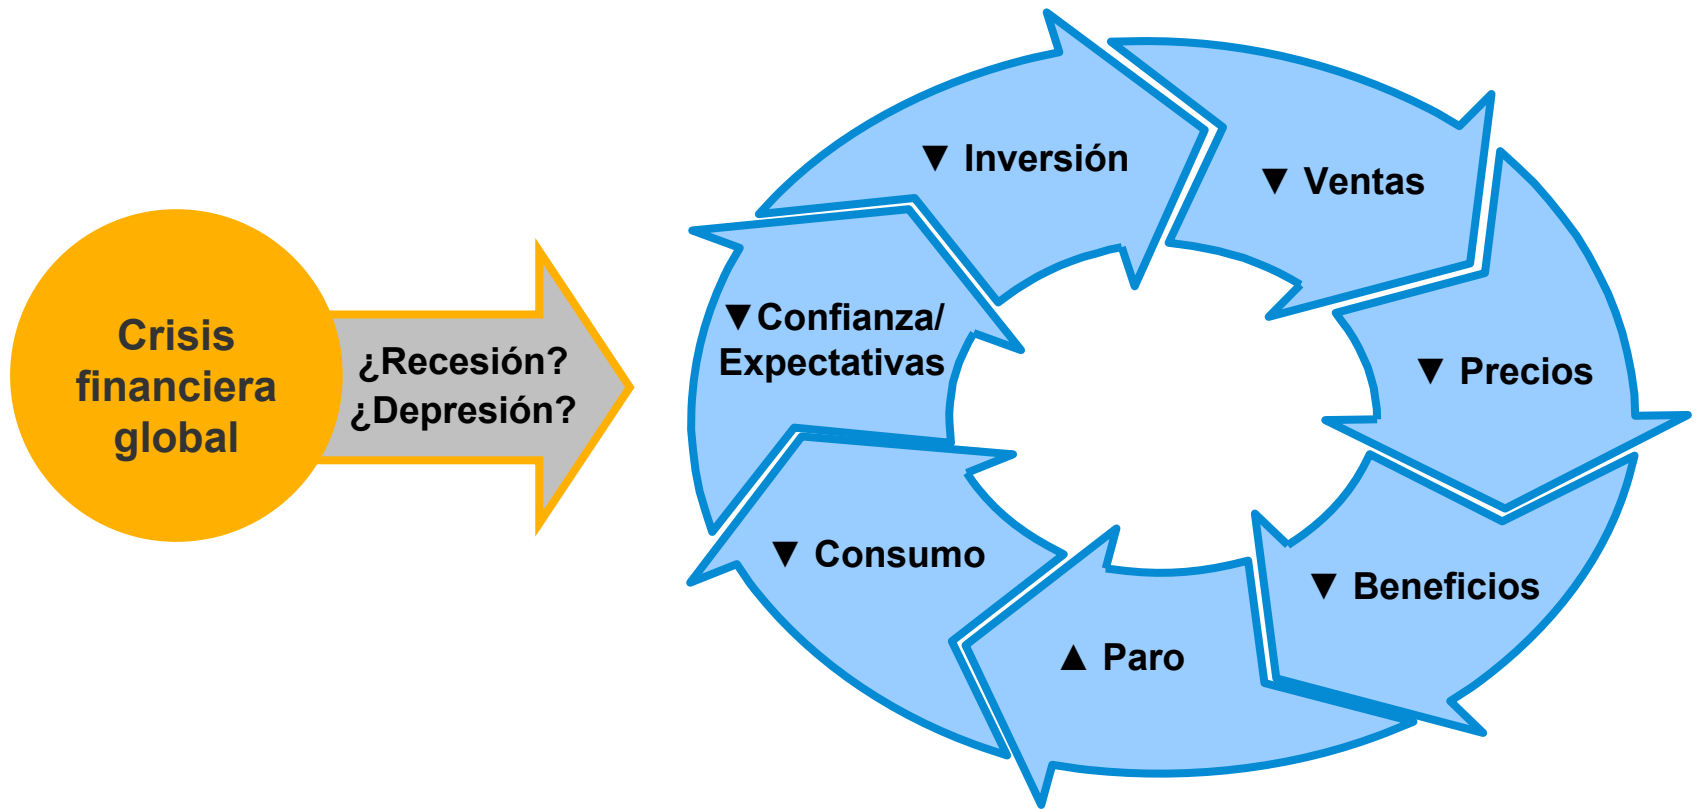 Crisis
financiera
global
¿Recesión?
¿Depresión?
▼ Inversión
▼ Ventas
▼ Precios
▼ Beneficios
▲ Paro
▼ Consumo
▼Confianza/
Expectativas